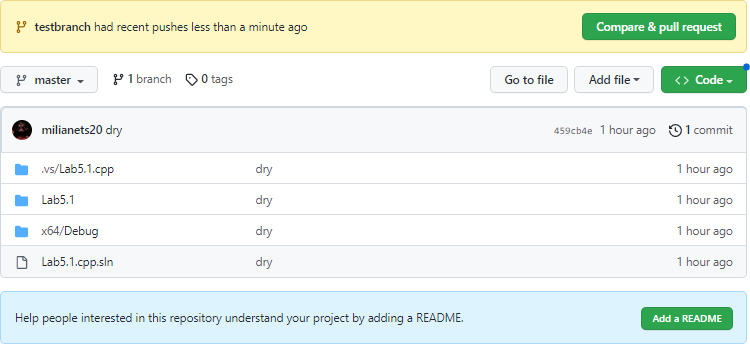 testbranch had recent pushes less than a minute ago Compare & pull request
master 1 branch 0 tags Go to file Add file Code
milianets20 dry 459cb4e 1 hour ago 1 commit
.vs/Lab5.1.cpp dry 1 hour ago
Lab5.1 dry 1 hour ago
x64/Debug dry 1 hour ago
Lab5.1.cpp.sln dry 1 hour ago
Help people interested in this repository understand your project by adding a README. Add a README